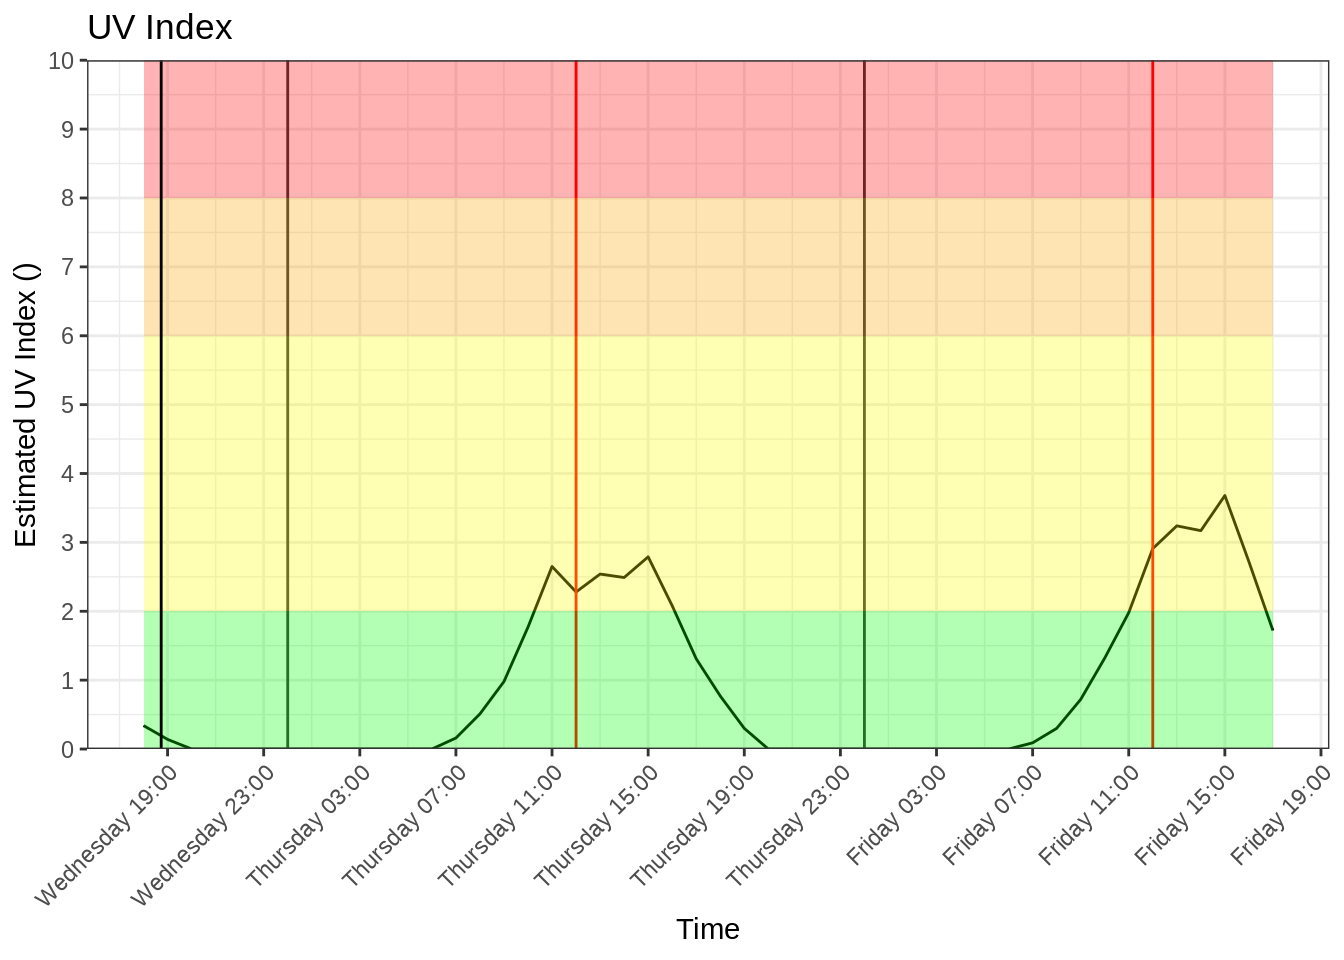 UV Index
Estimated UV Index ()
10
9
8
7
6
5
4
3
2
1
0
Wednesday 19:00
Wednesday 23:00
Thursday 03:00
Thursday 07:00
Thursday 11:00
Thursday 15:00
Thursday 19:00
Thursday 23:00
Friday 03:00
Friday 07:00
Friday 11:00
Friday 15:00
Friday 19:00
Time